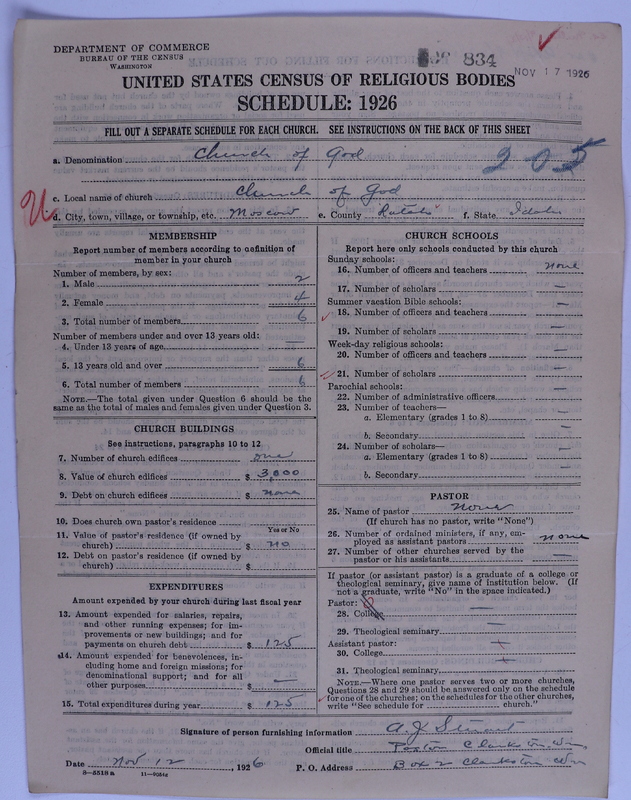 DEPARTMENT OF COMMERCE
BUREAU OF THE CENSUS
WASHINGTON
834
NOV 17 1926
UNITED STATES CENSUS OF RELIGIOUS BODIES
SCHEDULE: 1926
FILL OUT A SEPARATE SCHEDULE FOR EACH CHURCH. SEE INSTRUCTIONS ON THE BACK OF THIS SHEET
a. Denomination Church of God
205
c. Local name of church Church of God
d. City, town, village, or township, etc. Moscow e. County f. State Idaho
MEMBERSHIP
Report number of members according to definition of
member in your church
Number of members, by sex:
1. Male 2
2. Female 4
3. Total number of members 6
Number of members under and over 13 years old:
4. Under 13 years of age —
5. 13 years old and over 6
6. Total number of members 6
NOTE.—The total given under Question 6 should be the
same as the total of males and females given under Question 3.
CHURCH BUILDINGS
See instructions, paragraphs 10 to 12
7. Number of church edifices one
8. Value of church edifices $ 3,000
9. Debt on church edifices $ none
10. Does church own pastor's residence
Yes or No
11. Value of pastor's residence (if owned by
church) $ no
12. Debt on pastor's residence (if owned by
church) $
EXPENDITURES
Amount expended by your church during last fiscal year
13. Amount expended for salaries, repairs,
and other running expenses; for im-
provements or new buildings; and for
payments on church debt $ 125
14. Amount expended for benevolences, in-
cluding home and foreign missions; for
denominational support; and for all
other purposes $ —
15. Total expenditures during year $ 125
CHURCH SCHOOLS
Report here only schools conducted by this church
Sunday schools:
16. Number of officers and teachers none
17. Number of scholars —
Summer vacation Bible schools:
18. Number of officers and teachers —
19. Number of scholars —
Week-day religious schools:
20. Number of officers and teachers —
21. Number of scholars —
Parochial schools:
22. Number of administrative officers —
23. Number of teachers—
a. Elementary (grades 1 to 8) —
b. Secondary —
24. Number of scholars—
a. Elementary (grades 1 to 8) —
b. Secondary —
PASTOR
25. Name of pastor none
(If church has no pastor, write "None")
26. Number of ordained ministers, if any, em-
ployed as assistant pastors none
27. Number of other churches served by the
pastor or his assistants —
If pastor (or assistant pastor) is a graduate of a college or
theological seminary, give name of institution below. (If
not a graduate, write "No" in the space indicated.)
Pastor:
28. College —
29. Theological seminary —
Assistant pastor:
30. College
31. Theological seminary
NOTE.—Where one pastor serves two or more churches,
Questions 28 and 29 should be answered only on the schedule
for one of the churches; on the schedules for the other churches,
write "See schedule for church."
Signature of person furnishing information
Official title Pastor Clarkston, Wn
Date Nov 12, 1926 P. O. Address Box 2 Clarkston Wn
8-5518a 11-9054c